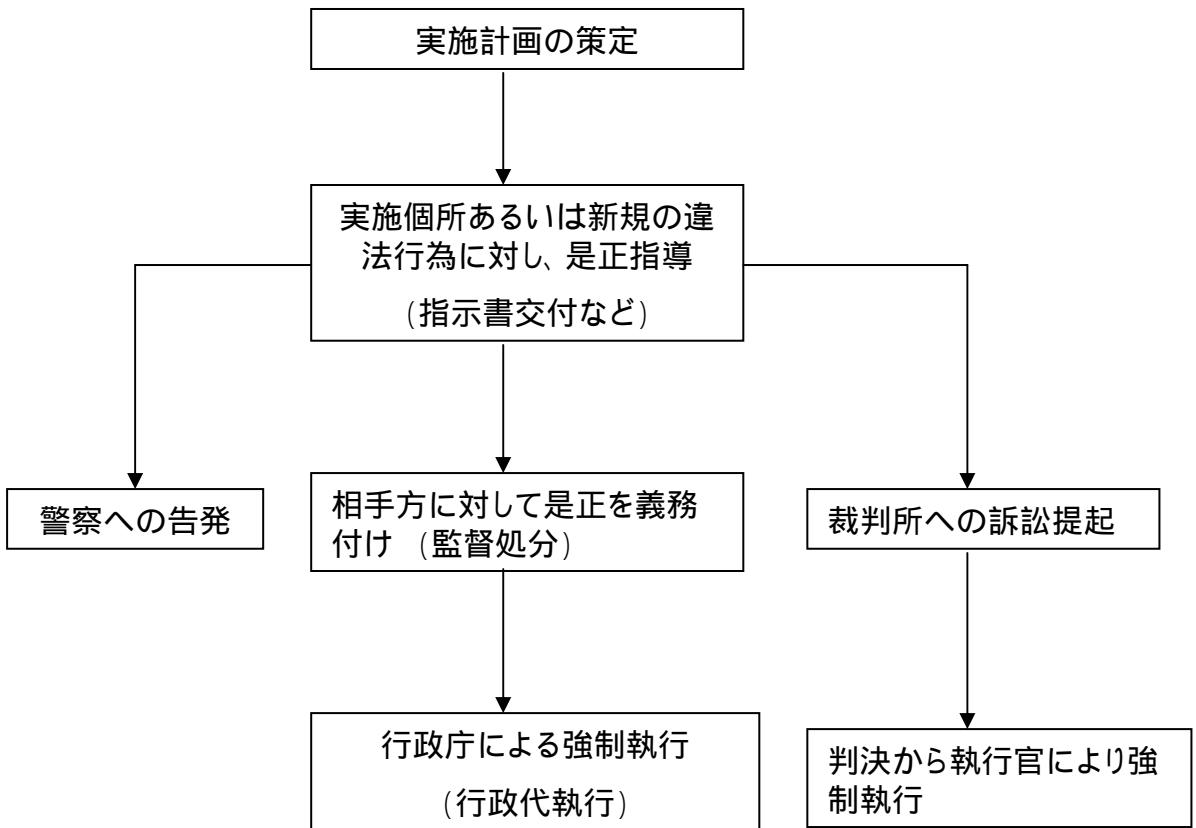 実施計画の策定
実施個所あるいは新規の違
法行為に対し、是正指導
(指示書交付など)
警察への告発
相手方に対して是正を義務
付け (監督処分)
裁判所への訴訟提起
行政庁による強制執行
(行政代執行)
判決から執行官により強
制執行